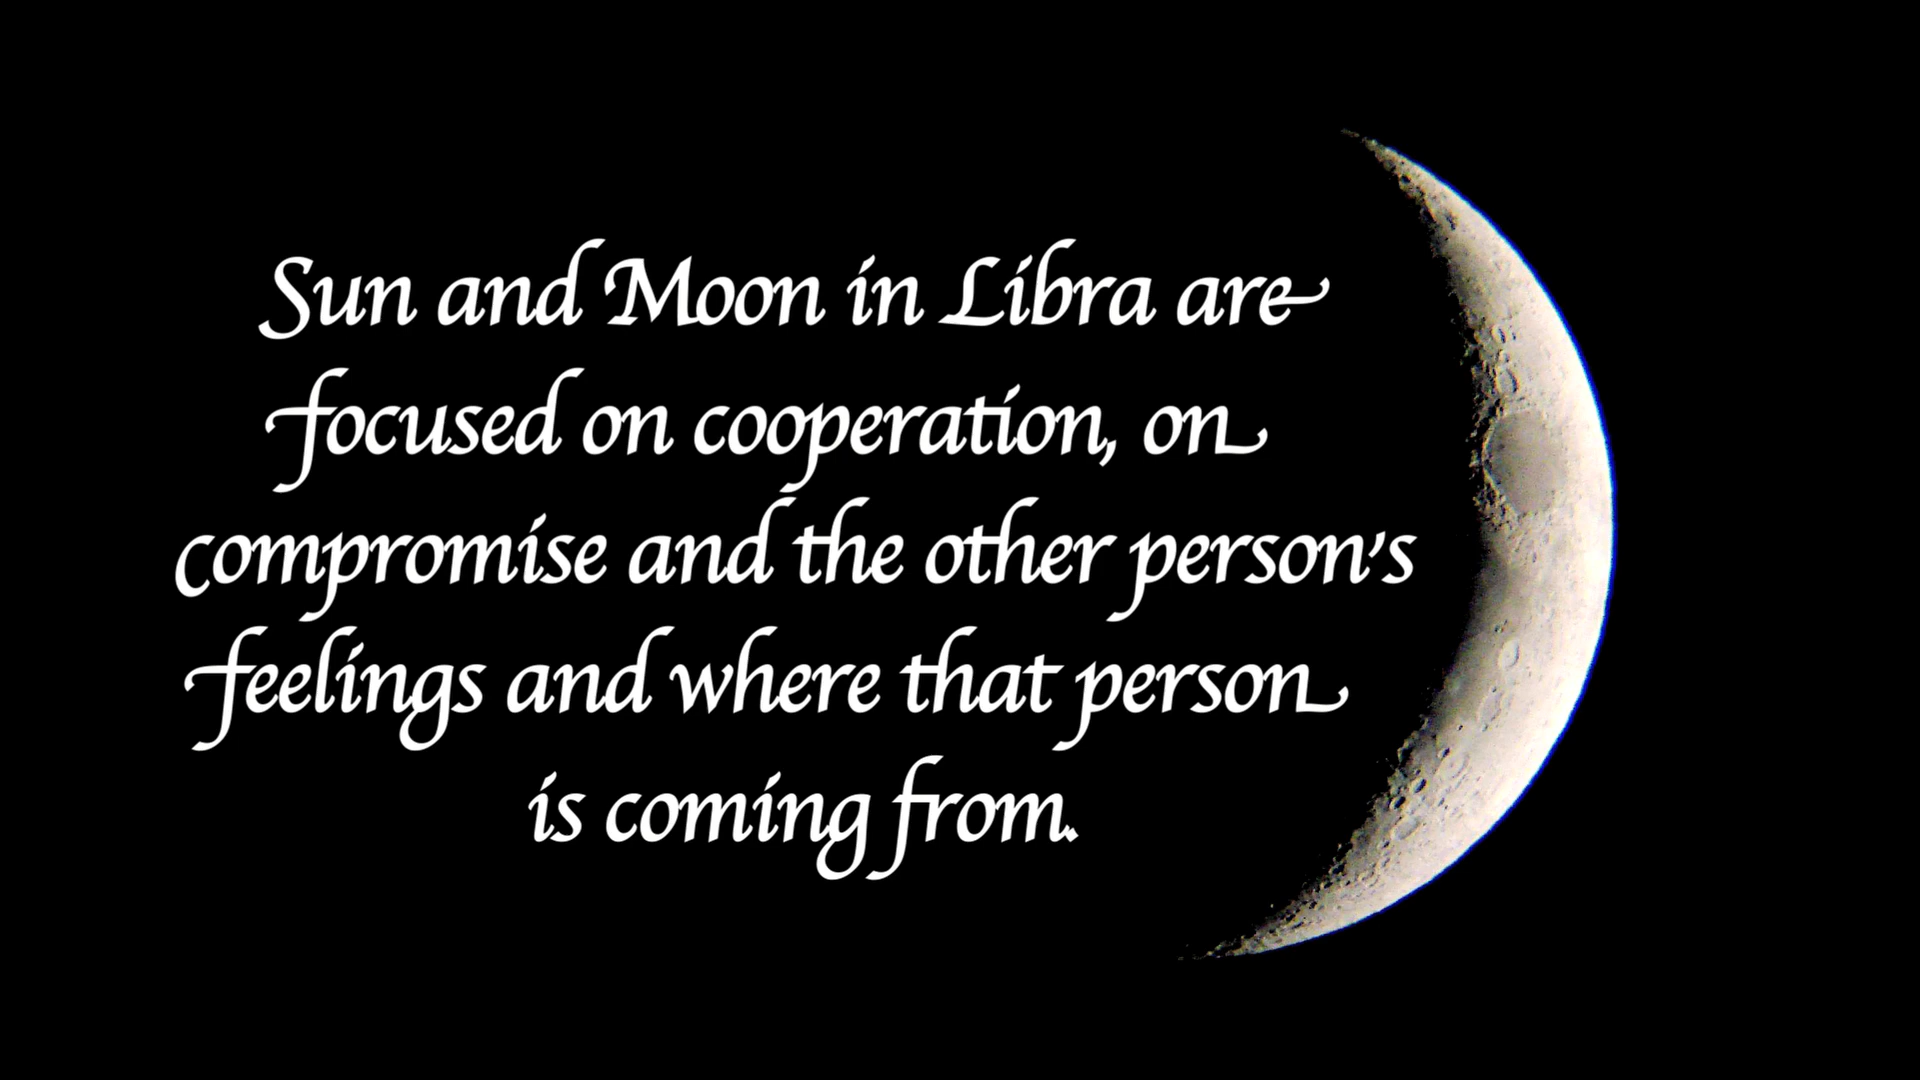 Sun and Moon in Libra are
focused on cooperation, on
compromise and the other person's
feelings and where that person
is coming from.